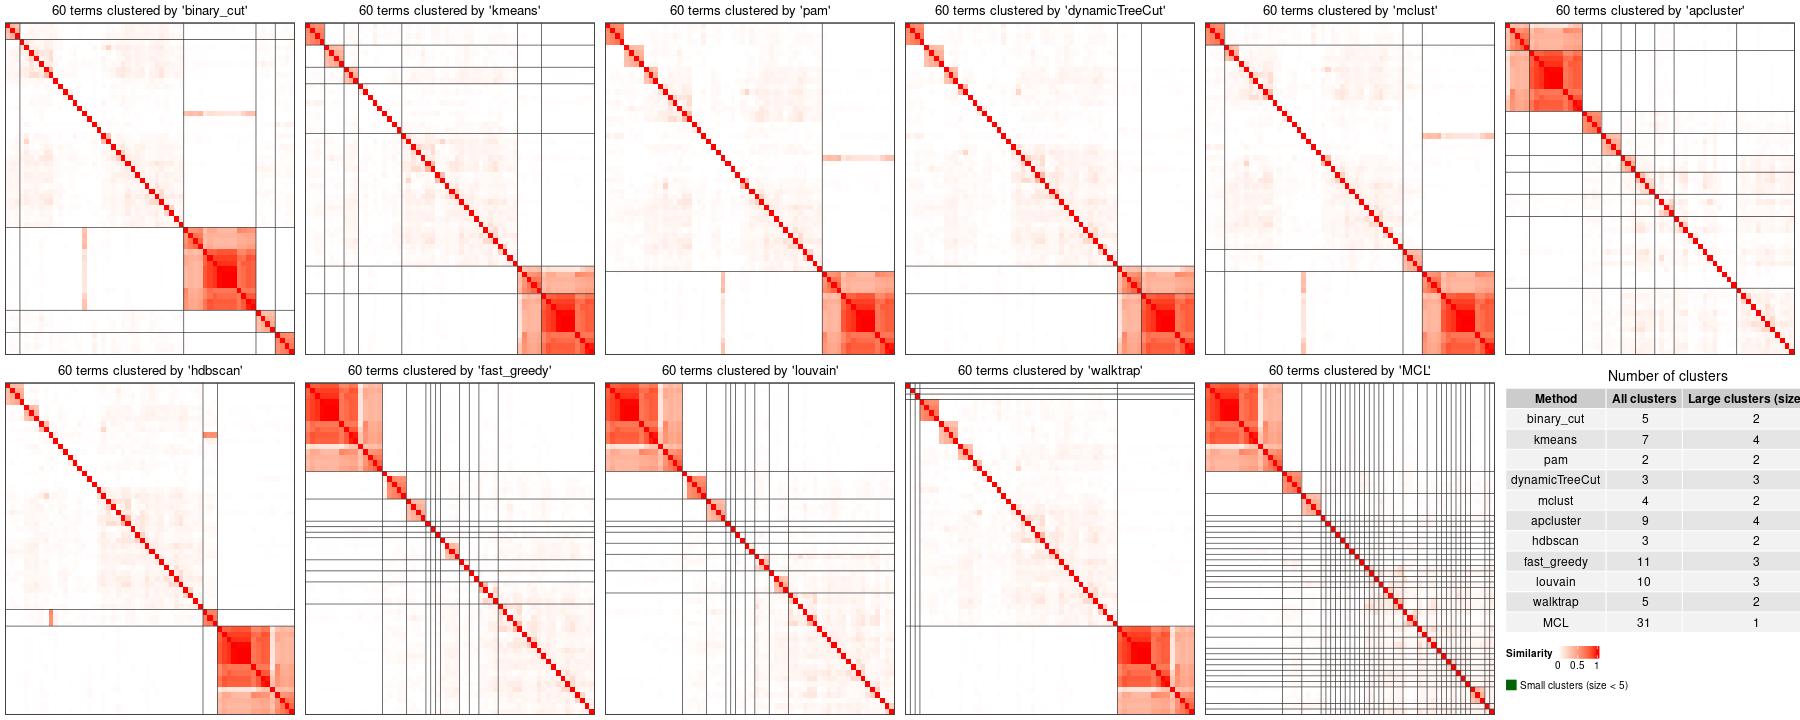 60 terms clustered by 'binary_cut'
60 terms clustered by 'kmeans'
60 terms clustered by 'pam'
60 terms clustered by 'dynamicTreeCut'
60 terms clustered by 'mclust'
60 terms clustered by 'apcluster'
60 terms clustered by 'hdbscan'
60 terms clustered by 'fast_greedy'
60 terms clustered by 'louvain'
60 terms clustered by 'walktrap'
60 terms clustered by 'MCL'
Number of clusters
Method All clusters Large clusters (size
binary_cut 5 2
kmeans 7 4
pam 2 2
dynamicTreeCut 3 3
mclust 4 2
apcluster 9 4
hdbscan 3 2
fast_greedy 11 3
louvain 10 3
walktrap 5 2
MCL 31 1
Similarity
0 0.5 1
Small clusters (size < 5)